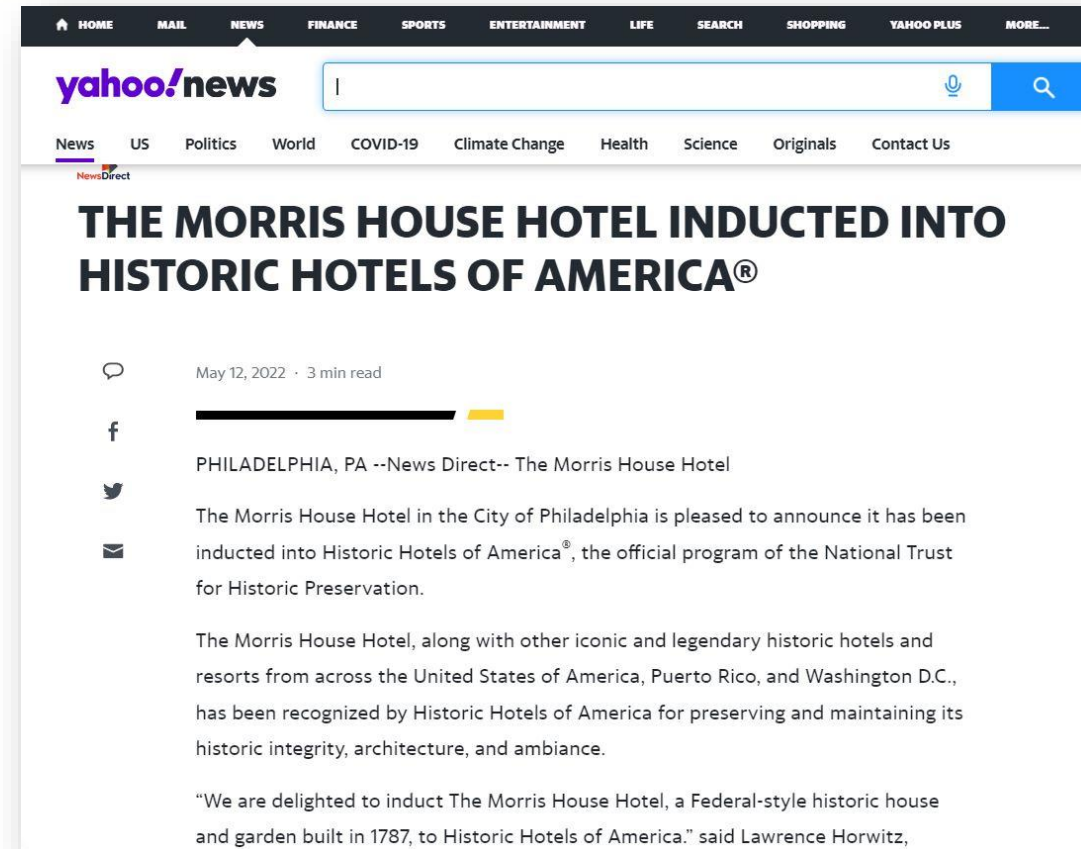 HOME MAIL NEWS FINANCE SPORTS ENTERTAINMENT LIFE SEARCH SHOPPING YAHOO PLUS MORE...
yahoo!news
News US Politics World COVID-19 Climate Change Health Science Originals Contact Us
NewsDirect
THE MORRIS HOUSE HOTEL INDUCTED INTO
HISTORIC HOTELS OF AMERICA®
May 12, 2022 · 3 min read
PHILADELPHIA, PA --News Direct-- The Morris House Hotel
The Morris House Hotel in the City of Philadelphia is pleased to announce it has been
inducted into Historic Hotels of America®, the official program of the National Trust
for Historic Preservation.
The Morris House Hotel, along with other iconic and legendary historic hotels and
resorts from across the United States of America, Puerto Rico, and Washington D.C.,
has been recognized by Historic Hotels of America for preserving and maintaining its
historic integrity, architecture, and ambiance.
“We are delighted to induct The Morris House Hotel, a Federal-style historic house
and garden built in 1787, to Historic Hotels of America.” said Lawrence Horwitz,